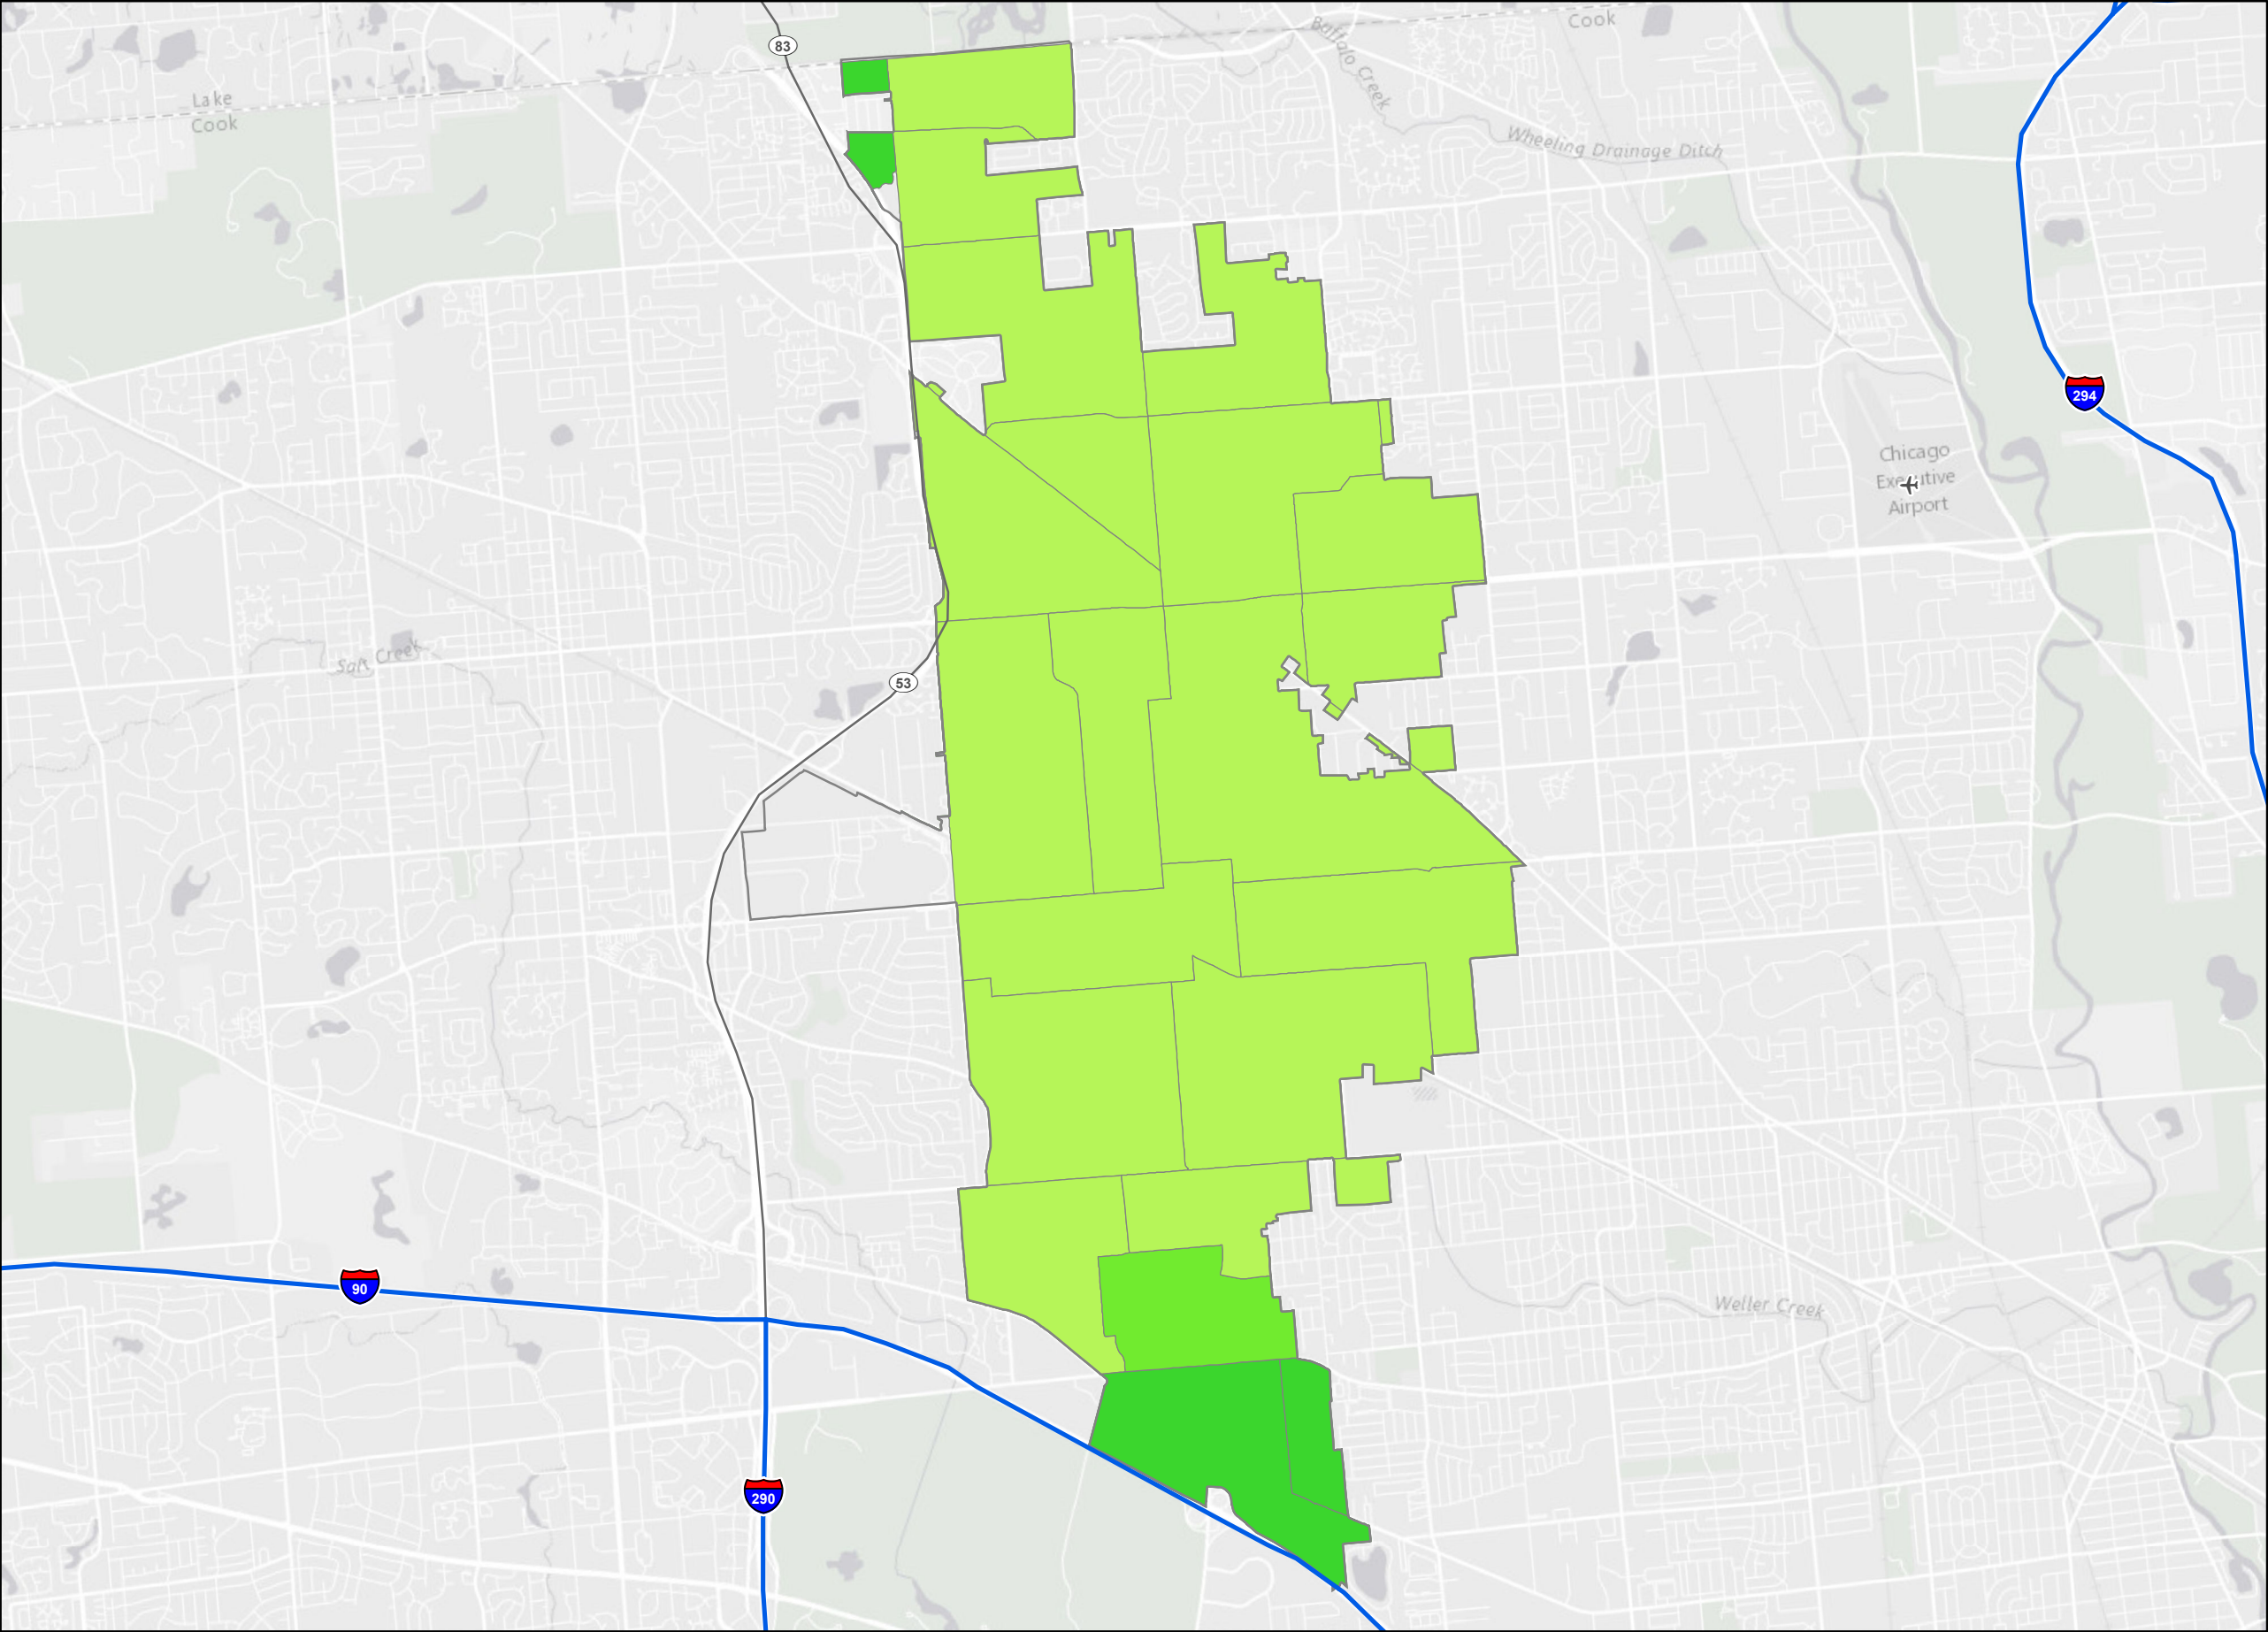 Cook
83
Buffalo Creek
Lake
Cook
Wheeling Drainage Ditch
294
Chicago
Executive
Airport
Salt Creek
53
90
Weller Creek
290